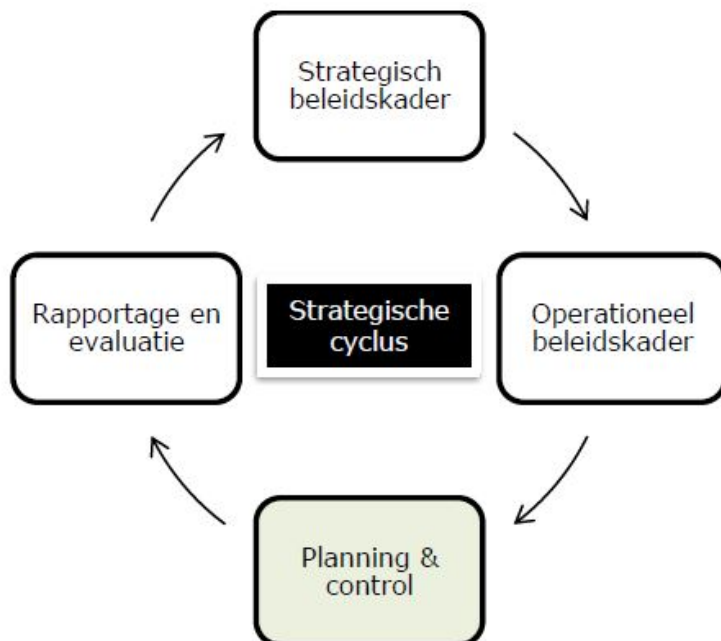 Strategisch
beleidskader
Rapportage en
evaluatie
Strategische
cyclus
Operationeel
beleidskader
Planning &
control